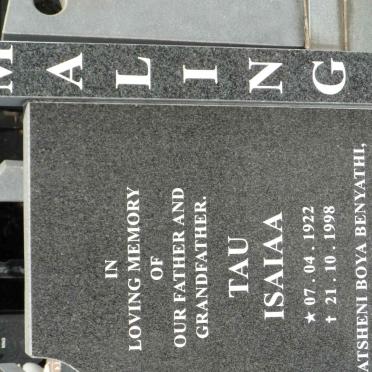 MALING
IN
LOVING MEMORY
OF
OUR FATHER AND
GRANDFATHER.
TAU
ISAIAA
★ 07 . 04 . 1922
✝ 21 . 10 . 1998
ATSHENI BOYA BENYATHI,